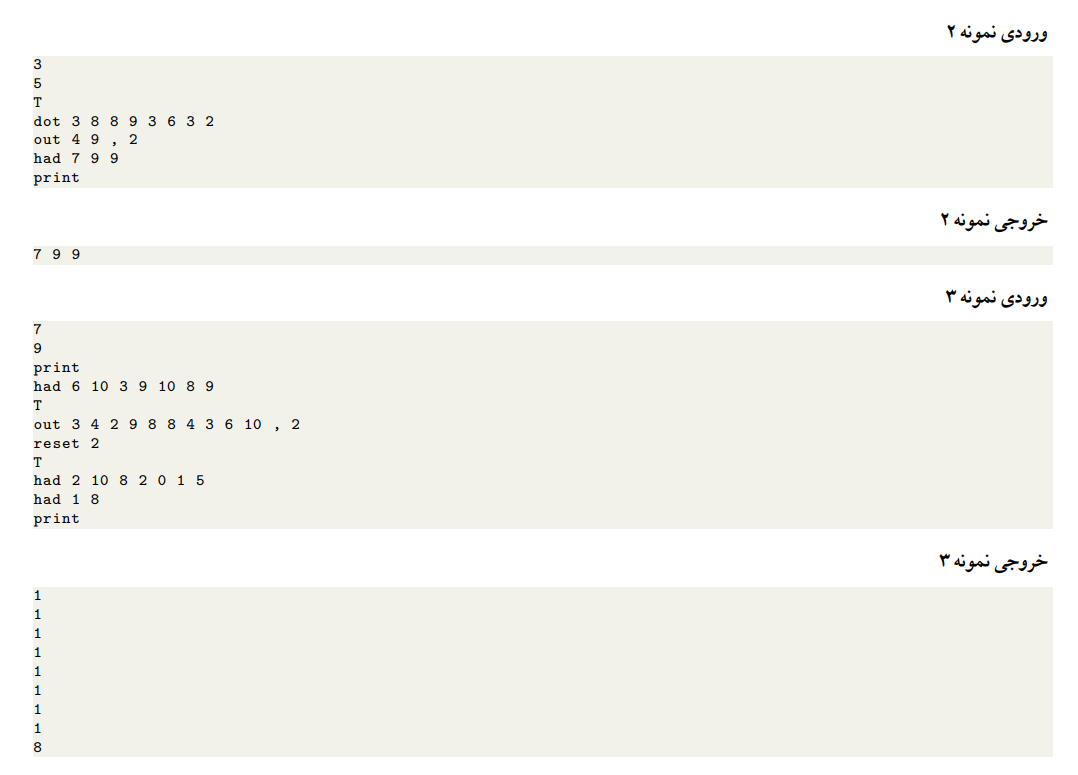 ورودی نمونه ۲
3
5
T
dot 3 8 8 9 3 6 3 2
out 4 9 , 2
had 7 9 9
print
خروجی نمونه ۲
7 9 9
ورودی نمونه ۳
7
9
print
had 6 10 3 9 10 8 9
T
out 3 4 2 9 8 8 4 3 6 10 , 2
reset 2
T
had 2 10 8 2 0 1 5
had 1 8
print
خروجی نمونه ۳
1
1
1
1
1
1
1
1
8